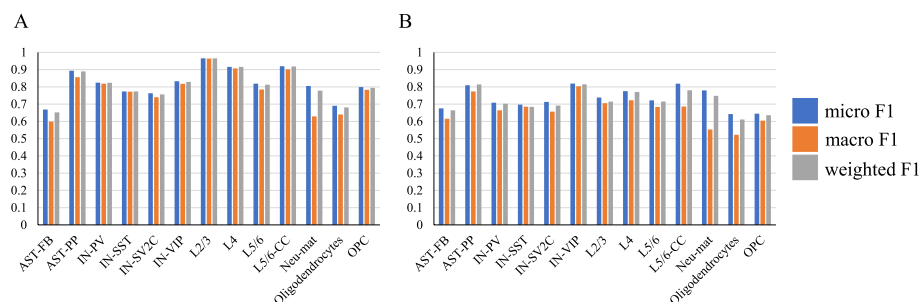 A
1
0.9
0.8
0.7
0.6
0.5
0.4
0.3
0.2
0.1
0
AST-FB
AST-PP
IN-PV
IN-SST
IN-SV2C
IN-VIP
L2/3
L4
L5/6
L5/6-CC
Neu-mat
Oligodendrocytes
OPC
B
1
0.9
0.8
0.7
0.6
0.5
0.4
0.3
0.2
0.1
0
AST-FB
AST-PP
IN-PV
IN-SST
IN-SV2C
IN-VIP
L2/3
L4
L5/6
L5/6-CC
Neu-mat
Oligodendrocytes
OPC
micro F1
macro F1
weighted F1